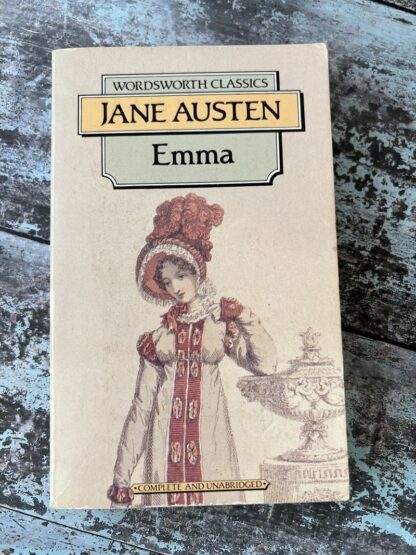 WORDSWORTH CLASSICS
JANE AUSTEN
Emma
• COMPLETE AND UNABRIDGED •